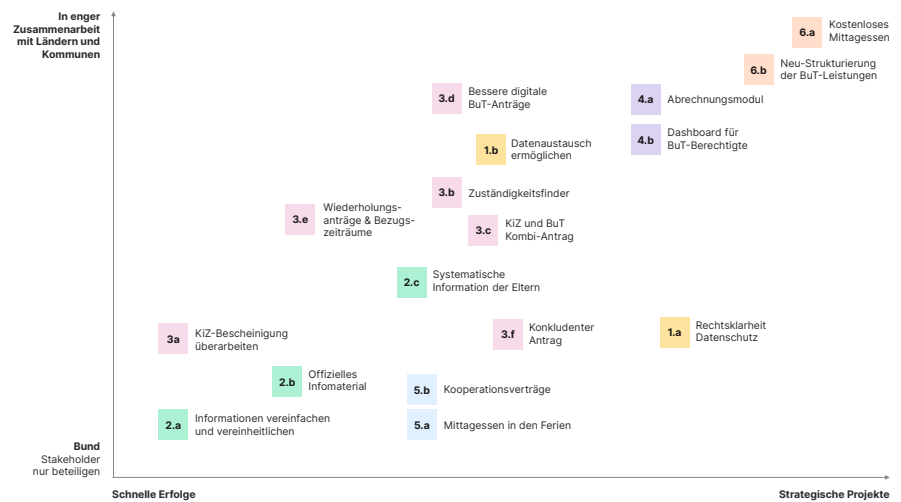 In enger
Zusammenarbeit
mit Ländern und
Kommunen
6.a
Kostenloses
Mittagessen
6.b
Neu-Strukturierung
der BuT-Leistungen
3.d
Bessere digitale
BuT-Anträge
4.a
Abrechnungsmodul
1.b
Datenaustausch
ermöglichen
4.b
Dashboard für
BuT-Berechtigte
3.b
Zuständigkeitsfinder
3.e
Wiederholungs-
anträge & Bezugs-
zeiträume
3.c
KiZ und BuT
Kombi-Antrag
2.c
Systematische
Information der Eltern
3a
KiZ-Bescheinigung
überarbeiten
3.f
Konkludenter
Antrag
1.a
Rechtsklarheit
Datenschutz
2.b
Offizielles
Infomaterial
5.b
Kooperationsverträge
2.a
Informationen vereinfachen
und vereinheitlichen
5.a
Mittagessen in den Ferien
Bund
Stakeholder
nur beteiligen
Schnelle Erfolge
Strategische Projekte